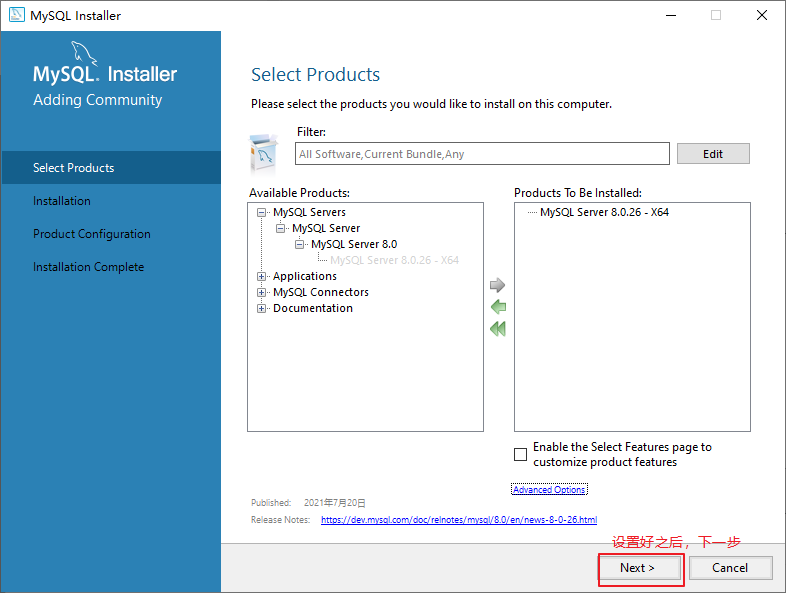 MySQL Installer
MySQL. Installer
Adding Community
Select Products
Installation
Product Configuration
Installation Complete
Select Products
Please select the products you would like to install on this computer.
Filter:
All Software,Current Bundle,Any
Edit
Available Products:
MySQL Servers
MySQL Server
MySQL Server 8.0
MySQL Server 8.0.26 - X64
Applications
MySQL Connectors
Documentation
Products To Be Installed:
MySQL Server 8.0.26 - X64
Enable the Select Features page to
customize product features
Advanced Options
Published: 2021年7月20日
Release Notes: https://dev.mysql.com/doc/relnotes/mysql/8.0/en/news-8-0-26.html
设置好之后，下一步
Next >
Cancel